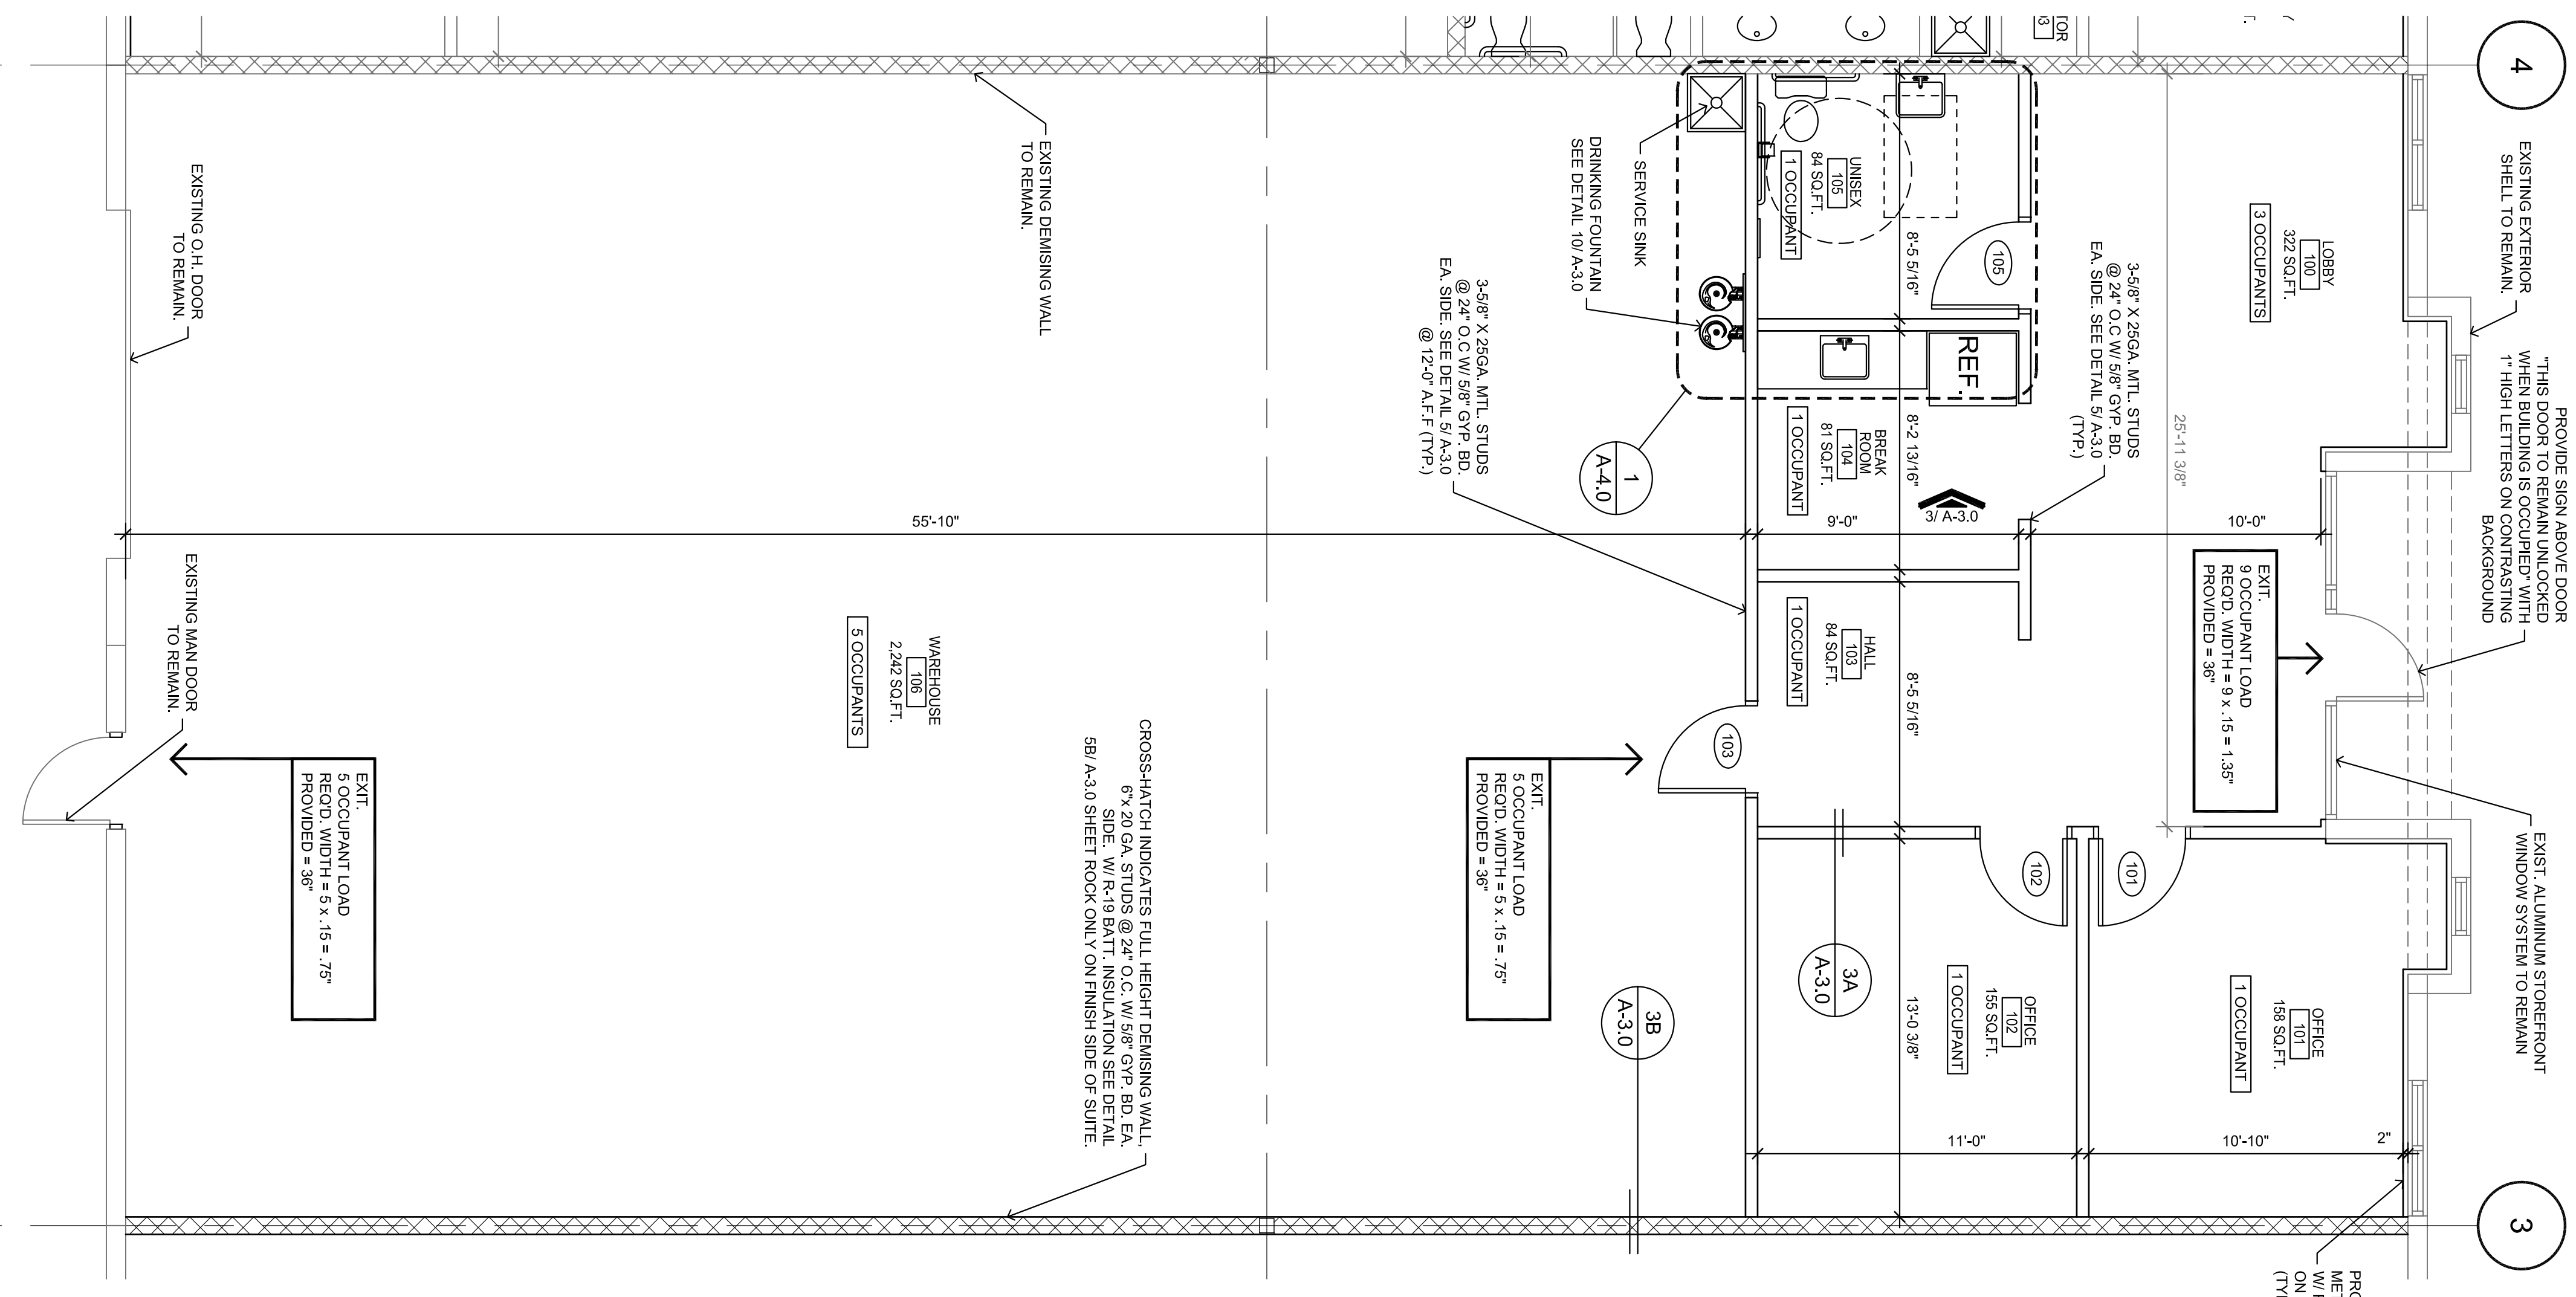 4
3
EXISTING EXTERIOR
SHELL TO REMAIN.
PROVIDE SIGN ABOVE DOOR
"THIS DOOR TO REMAIN UNLOCKED
WHEN BUILDING IS OCCUPIED" WITH
1" HIGH LETTERS ON CONTRASTING
BACKGROUND
EXIST. ALUMINUM STOREFRONT
WINDOW SYSTEM TO REMAIN
LOBBY
100
322 SQ.FT.
3 OCCUPANTS
EXIT.
9 OCCUPANT LOAD
REQ'D. WIDTH = 9 x .15 = 1.35"
PROVIDED = 36"
OFFICE
101
158 SQ.FT.
1 OCCUPANT
10'-0"
25'-11 3/8"
10'-10"
2"
3-5/8" X 25GA. MTL. STUDS
@ 24" O.C W/ 5/8" GYP. BD.
EA. SIDE. SEE DETAIL 5/ A-3.0
(TYP.)
101
102
105
REF.
3/ A-3.0
OFFICE
102
155 SQ.FT.
1 OCCUPANT
11'-0"
8'-5 5/16"
8'-2 13/16"
8'-5 5/16"
13'-0 3/8"
9'-0"
UNISEX
105
84 SQ.FT.
1 OCCUPANT
BREAK
ROOM
104
81 SQ.FT.
1 OCCUPANT
HALL
103
84 SQ.FT.
1 OCCUPANT
3A
A-3.0
103
3B
A-3.0
1
A-4.0
SERVICE SINK
DRINKING FOUNTAIN
SEE DETAIL 10/ A-3.0
3-5/8" X 25GA. MTL. STUDS
@ 24" O.C W/ 5/8" GYP. BD.
EA. SIDE. SEE DETAIL 5/ A-3.0
@ 12'-0" A.F.F (TYP.)
EXIT.
5 OCCUPANT LOAD
REQ'D. WIDTH = 5 x .15 = .75"
PROVIDED = 36"
EXISTING DEMISING WALL
TO REMAIN.
CROSS-HATCH INDICATES FULL HEIGHT DEMISING WALL,
6"x 20 GA. STUDS @ 24" O.C. W/ 5/8" GYP. BD. EA.
SIDE. W/ R-19 BATT. INSULATION SEE DETAIL
5B/ A-3.0 SHEET ROCK ONLY ON FINISH SIDE OF SUITE.
55'-10"
WAREHOUSE
106
2,242 SQ.FT.
5 OCCUPANTS
EXIT.
5 OCCUPANT LOAD
REQ'D. WIDTH = 5 x .15 = .75"
PROVIDED = 36"
EXISTING O.H. DOOR
TO REMAIN.
EXISTING MAN DOOR
TO REMAIN.